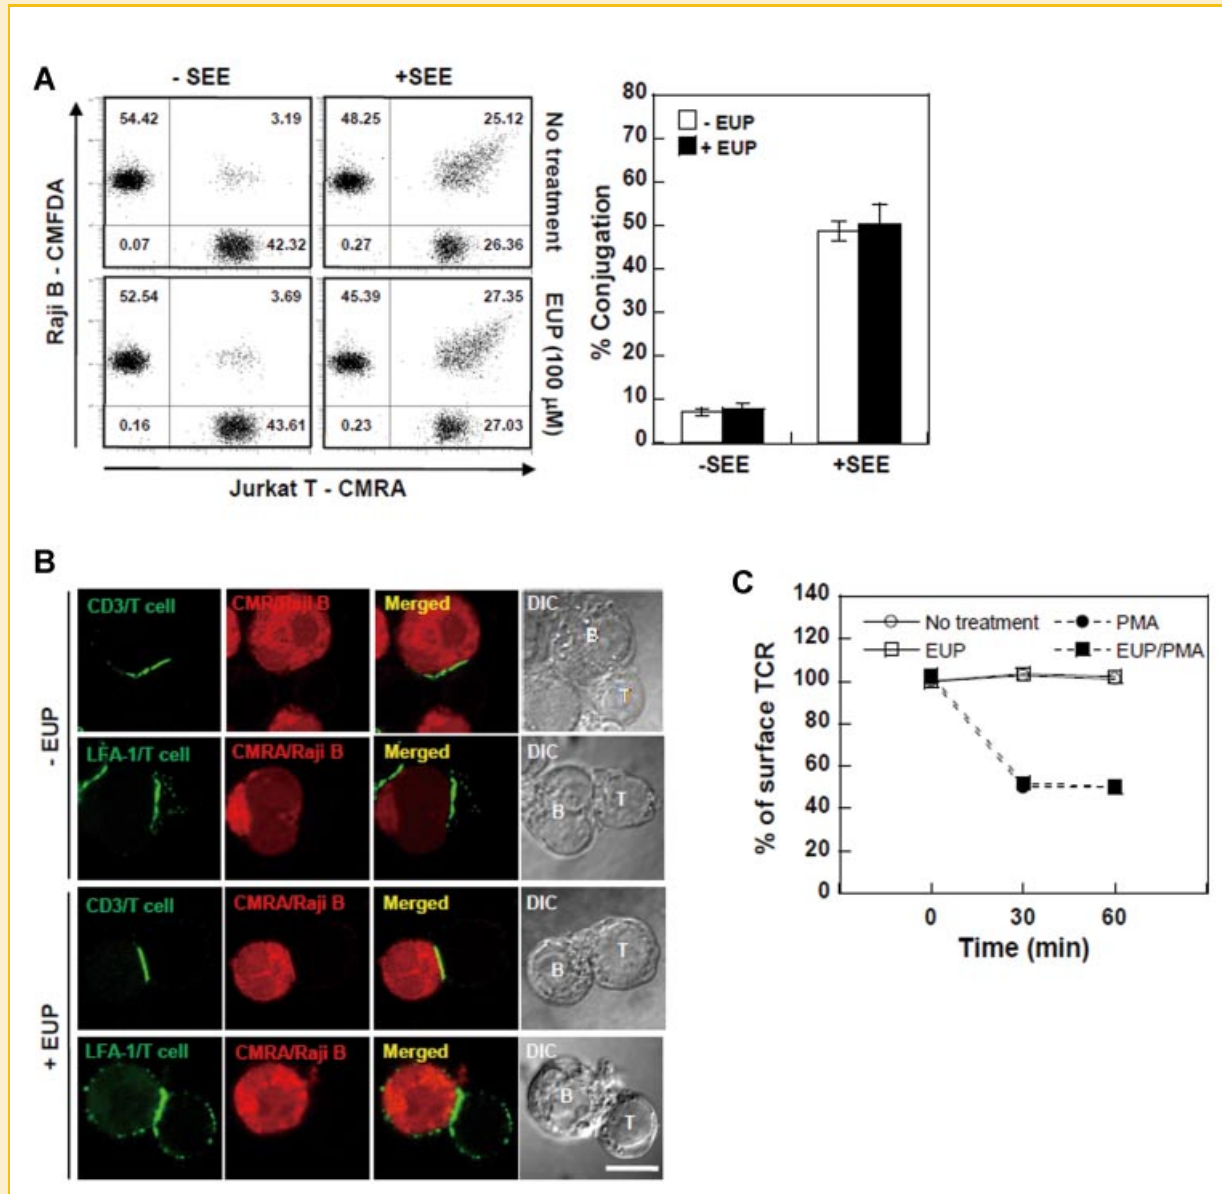 A
- SEE
+SEE
Raji B - CMFDA
54.42
3.19
48.25
25.12
0.07
42.32
0.27
26.36
No treatment
52.54
3.69
45.39
27.35
0.16
43.61
0.23
27.03
EUP (100 µM)
Jurkat T - CMRA
80
70
60
50
40
30
20
10
0
% Conjugation
- EUP
+ EUP
-SEE
+SEE
B
- EUP
CD3/T cell
CMR/Raji B
Merged
DIC
B
T
LFA-1/T cell
CMRA/Raji B
Merged
DIC
B
T
+ EUP
CD3/T cell
CMRA/Raji B
Merged
DIC
B
T
LFA-1/T cell
CMRA/Raji B
Merged
DIC
B
T
C
% of surface TCR
140
120
100
80
60
40
20
0
No treatment
PMA
EUP
EUP/PMA
0
30
60
Time (min)